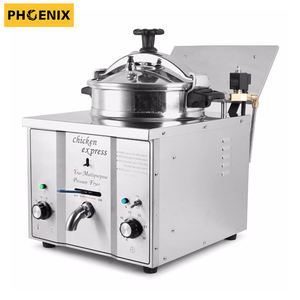 PHOENIX
chicken
express
Your Multipurpose
Pressure Fryer